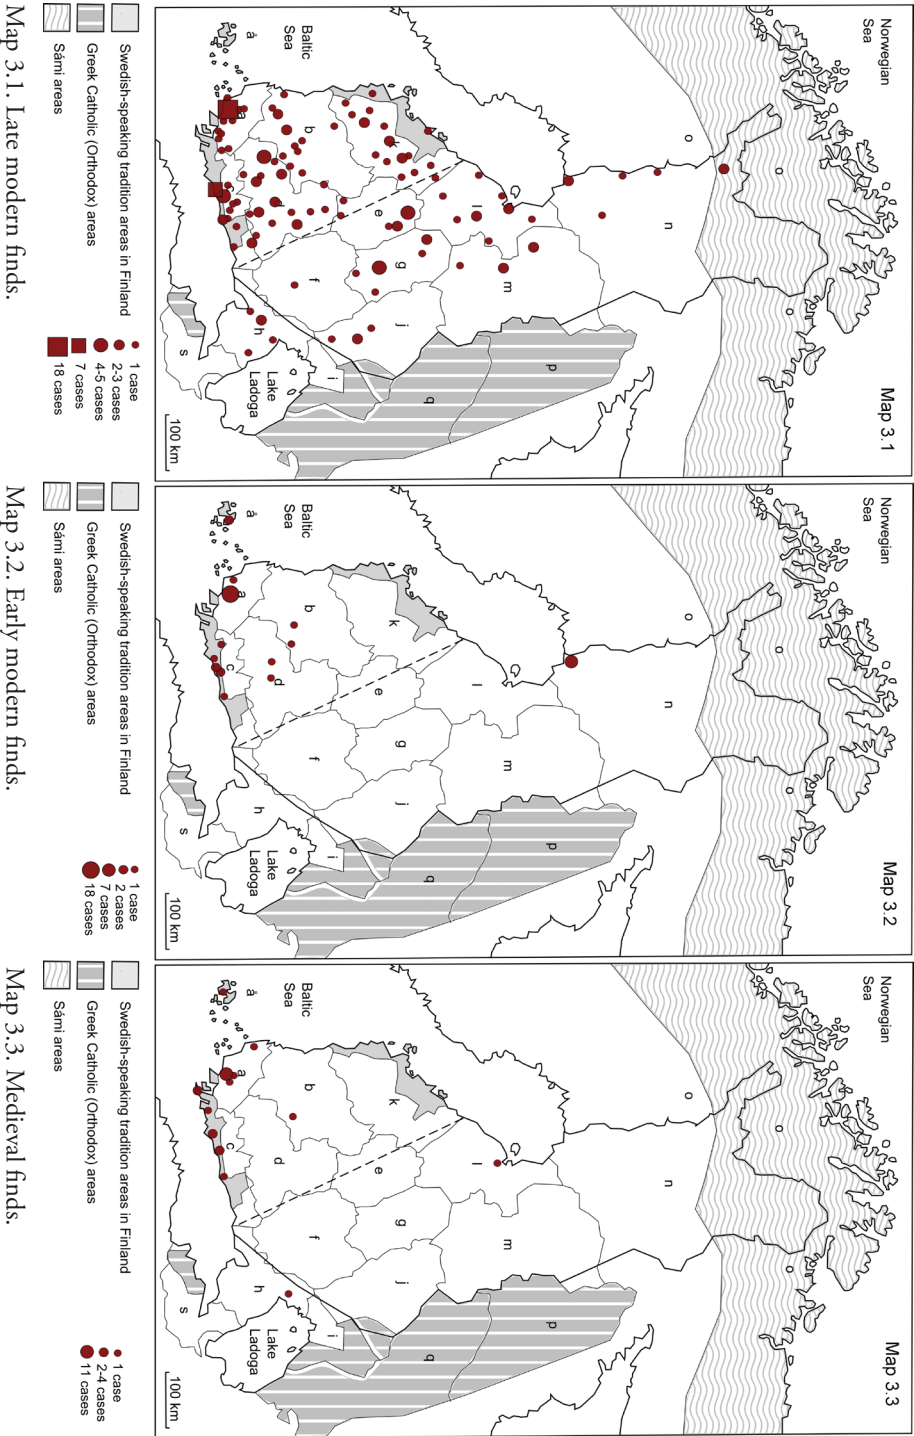 Map 3.1
Norwegian
Sea
Baltic
Sea
Lake
Ladoga
å
a
b
d
e
f
g
h
i
j
k
l
m
n
o
o
o
p
q
s
100 km
Swedish-speaking tradition areas in Finland
Greek Catholic (Orthodox) areas
Sámi areas
1 case
2-3 cases
4-5 cases
7 cases
18 cases
Map 3.1. Late modern finds.
Map 3.2
Norwegian
Sea
Baltic
Sea
Lake
Ladoga
å
a
b
c
d
e
f
g
h
i
j
k
l
m
n
o
o
o
p
q
s
100 km
Swedish-speaking tradition areas in Finland
Greek Catholic (Orthodox) areas
Sámi areas
1 case
2 cases
7 cases
18 cases
Map 3.2. Early modern finds.
Map 3.3
Norwegian
Sea
Baltic
Sea
Lake
Ladoga
å
a
b
c
d
e
f
g
h
i
j
k
l
m
n
o
o
o
p
q
s
100 km
Swedish-speaking tradition areas in Finland
Greek Catholic (Orthodox) areas
Sámi areas
1 case
2-4 cases
11 cases
Map 3.3. Medieval finds.